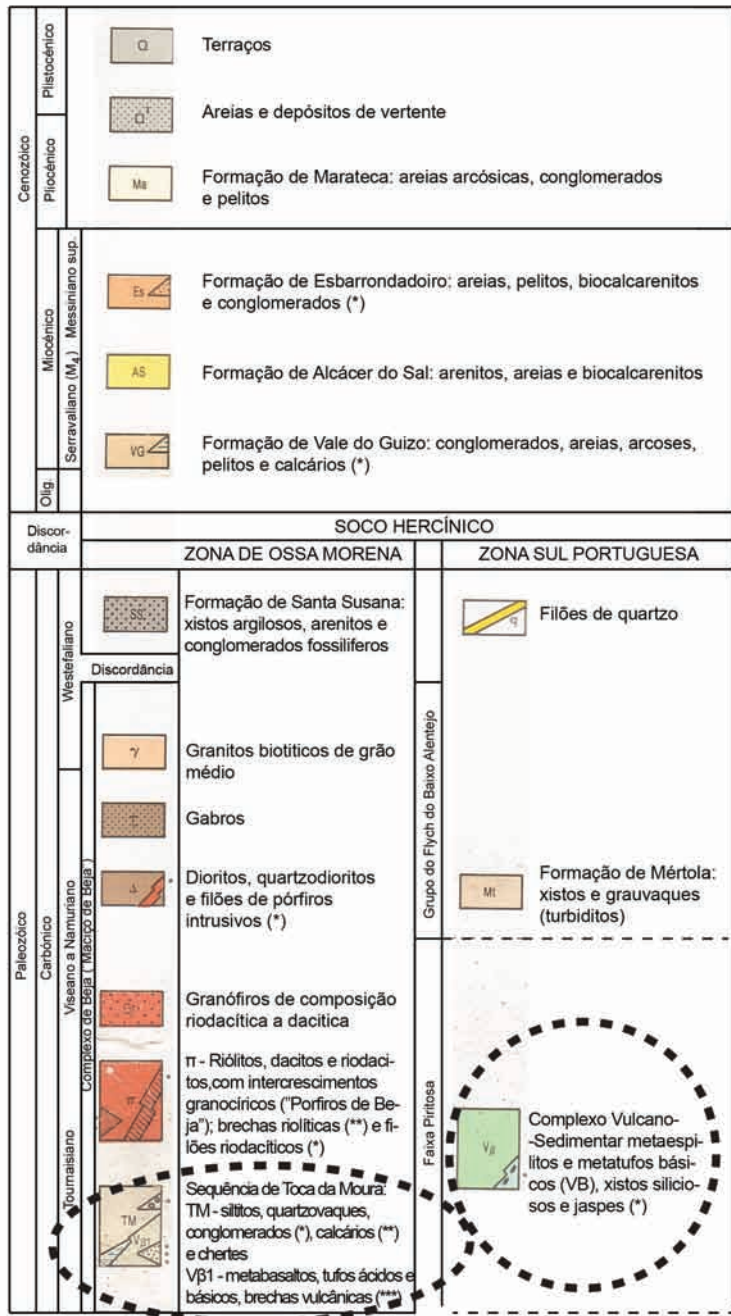 Cenozóico
Plistocénico
Q
Terraços
Areias e depósitos de vertente
Pliocénico
Ma
Formação de Marateca: areias arcósicas, conglomerados
e pelitos
Miocénico
Messiniano sup.
Es
Formação de Esbarrondadoiro: areias, pelitos, biocalcarenitos
e conglomerados (*)
Serravaliano (M₄)
AS
Formação de Alcácer do Sal: arenitos, areias e biocalcarenitos
VG
Formação de Vale do Guizo: conglomerados, areias, arcoses,
pelitos e calcários (*)
Olig.
Discor-
dância
SOCO HERCÍNICO
ZONA DE OSSA MORENA
ZONA SUL PORTUGUESA
Paleozóico
Carbónico
Westefaliano
SS
Formação de Santa Susana:
xistos argilosos, arenitos e
conglomerados fossilíferos
Discordância
Viseano a Namuriano
Complexo de Beja ("Maciço de Beja")
γ
Granitos biotiticos de grão
médio
Gabros
Δ
Dioritos, quartzodioritos
e filões de pórfiros
intrusivos (*)
Granófiros de composição
riodacítica a dacitica
Tournaisiano
π
π - Riólitos, dacitos e riodaci-
tos,com intercrescimentos
granocíricos ("Porfiros de Be-
ja"); brechas riolíticas (**) e fi-
lões riodacíticos (*)
TM
Vβ1
Sequência de Toca da Moura:
TM - siltitos, quartzovaques,
conglomerados (*), calcários (**)
e chertes
Vβ1 - metabasaltos, tufos ácidos e
básicos, brechas vulcânicas (***)
q
Filões de quartzo
Grupo do Flych do Baixo Alentejo
Mt
Formação de Mértola:
xistos e grauvaques
(turbiditos)
Faixa Piritosa
Vβ
Complexo Vulcano-
-Sedimentar metaespi-
litos e metatufos bási-
cos (VB), xistos silicio-
sos e jaspes (*)